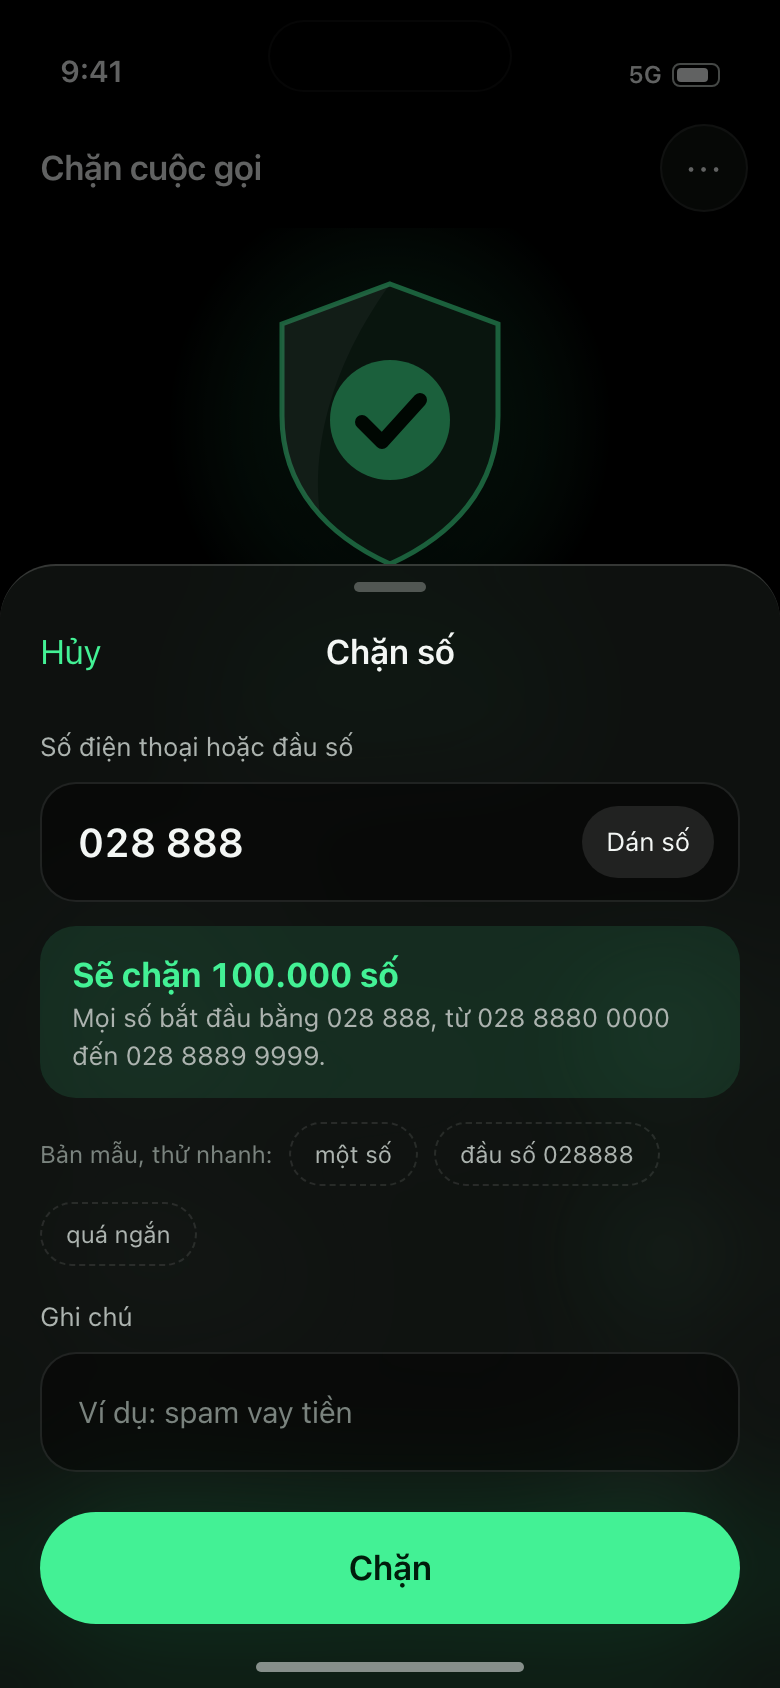 9:41
5G
Chặn cuộc gọi
Hủy
Chặn số
Số điện thoại hoặc đầu số
028 888
Dán số
Sẽ chặn 100.000 số
Mọi số bắt đầu bằng 028 888, từ 028 8880 0000
đến 028 8889 9999.
Bản mẫu, thử nhanh:
một số
đầu số 028888
quá ngắn
Ghi chú
Ví dụ: spam vay tiền
Chặn